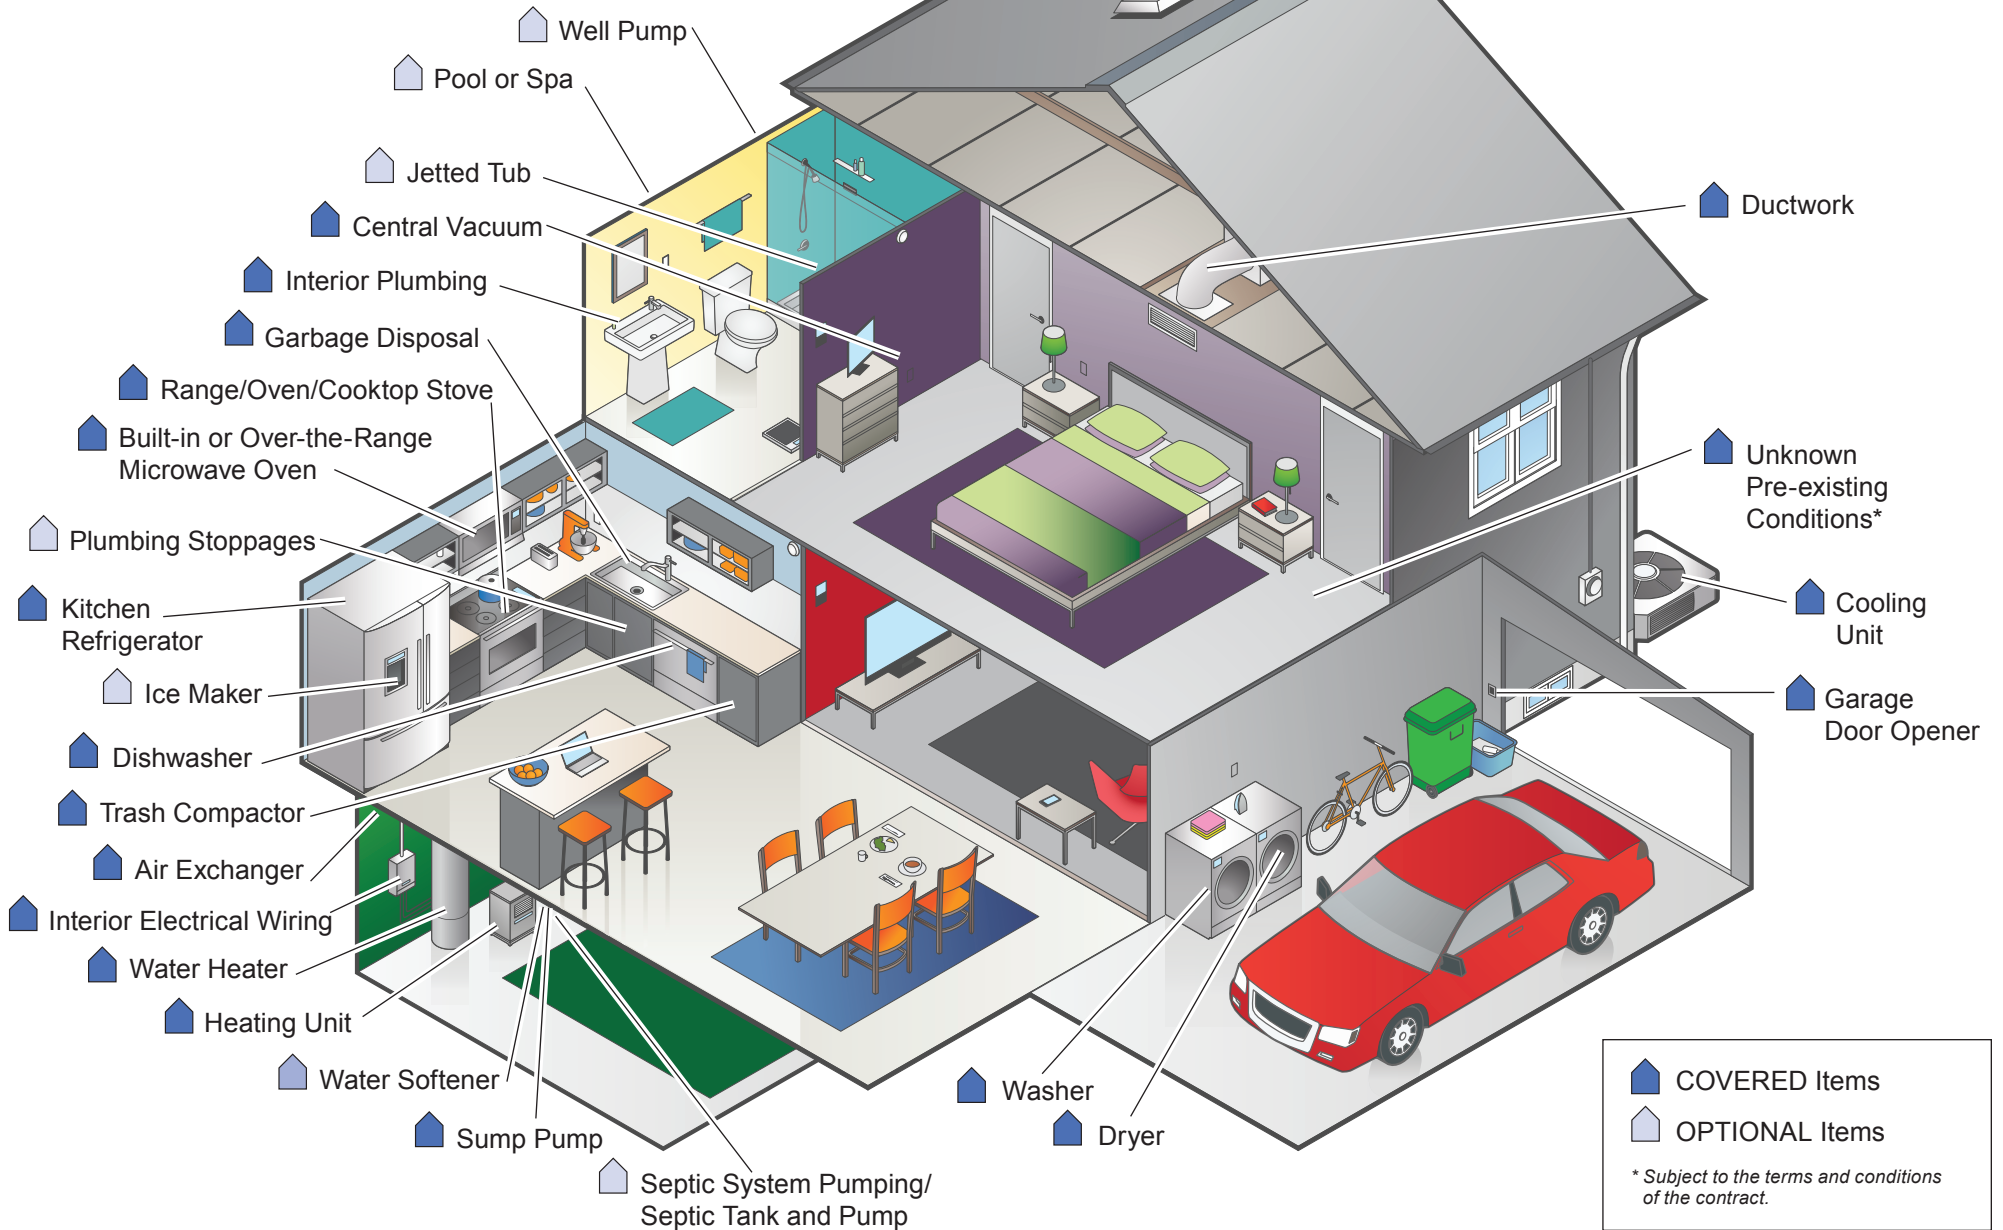 Well Pump
Pool or Spa
Jetted Tub
Central Vacuum
Interior Plumbing
Garbage Disposal
Range/Oven/Cooktop Stove
Built-in or Over-the-Range
Microwave Oven
Plumbing Stoppages
Kitchen
Refrigerator
Ice Maker
Dishwasher
Trash Compactor
Air Exchanger
Interior Electrical Wiring
Water Heater
Heating Unit
Water Softener
Sump Pump
Septic System Pumping/
Septic Tank and Pump
Washer
Dryer
Ductwork
Unknown
Pre-existing
Conditions*
Cooling
Unit
Garage
Door Opener
COVERED Items
OPTIONAL Items
* Subject to the terms and conditions
of the contract.